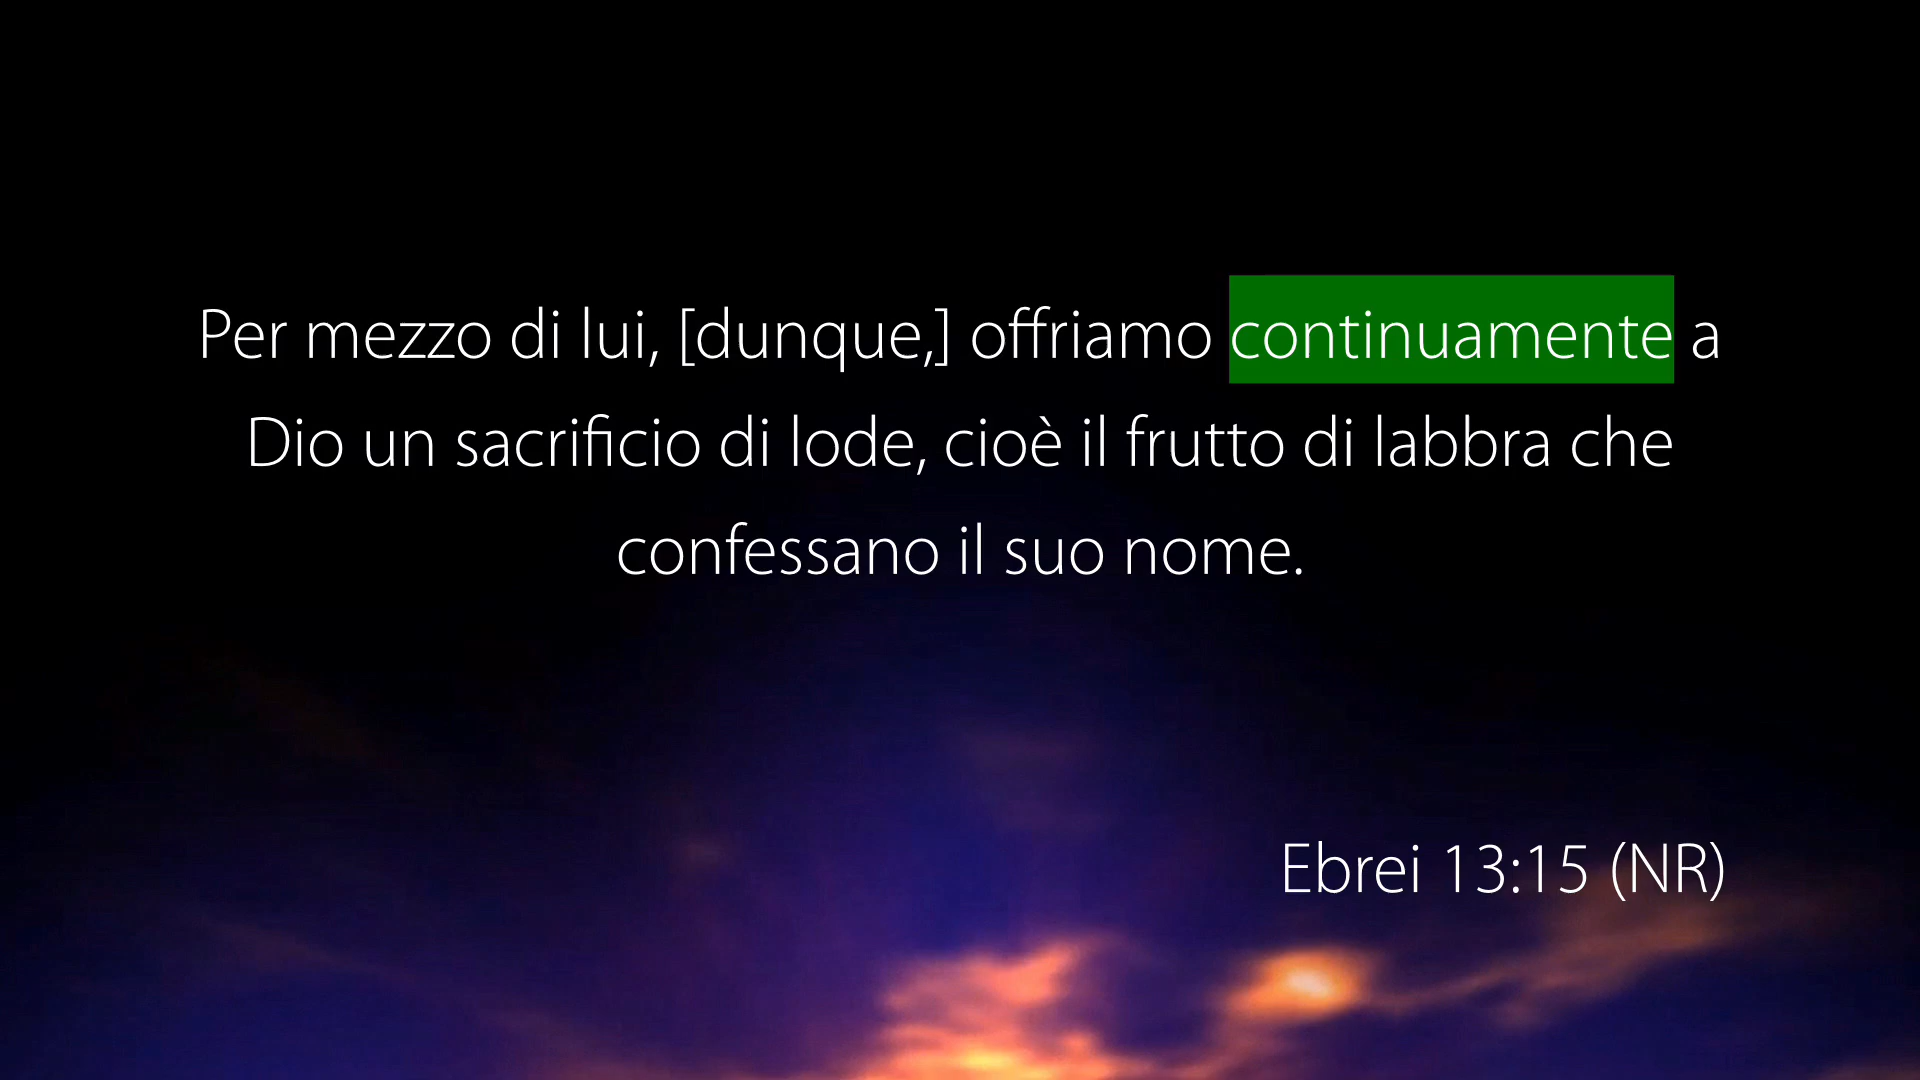 Per mezzo di lui, [dunque,] offriamo continuamente a
Dio un sacrificio di lode, cioè il frutto di labbra che
confessano il suo nome.
Ebrei 13:15 (NR)